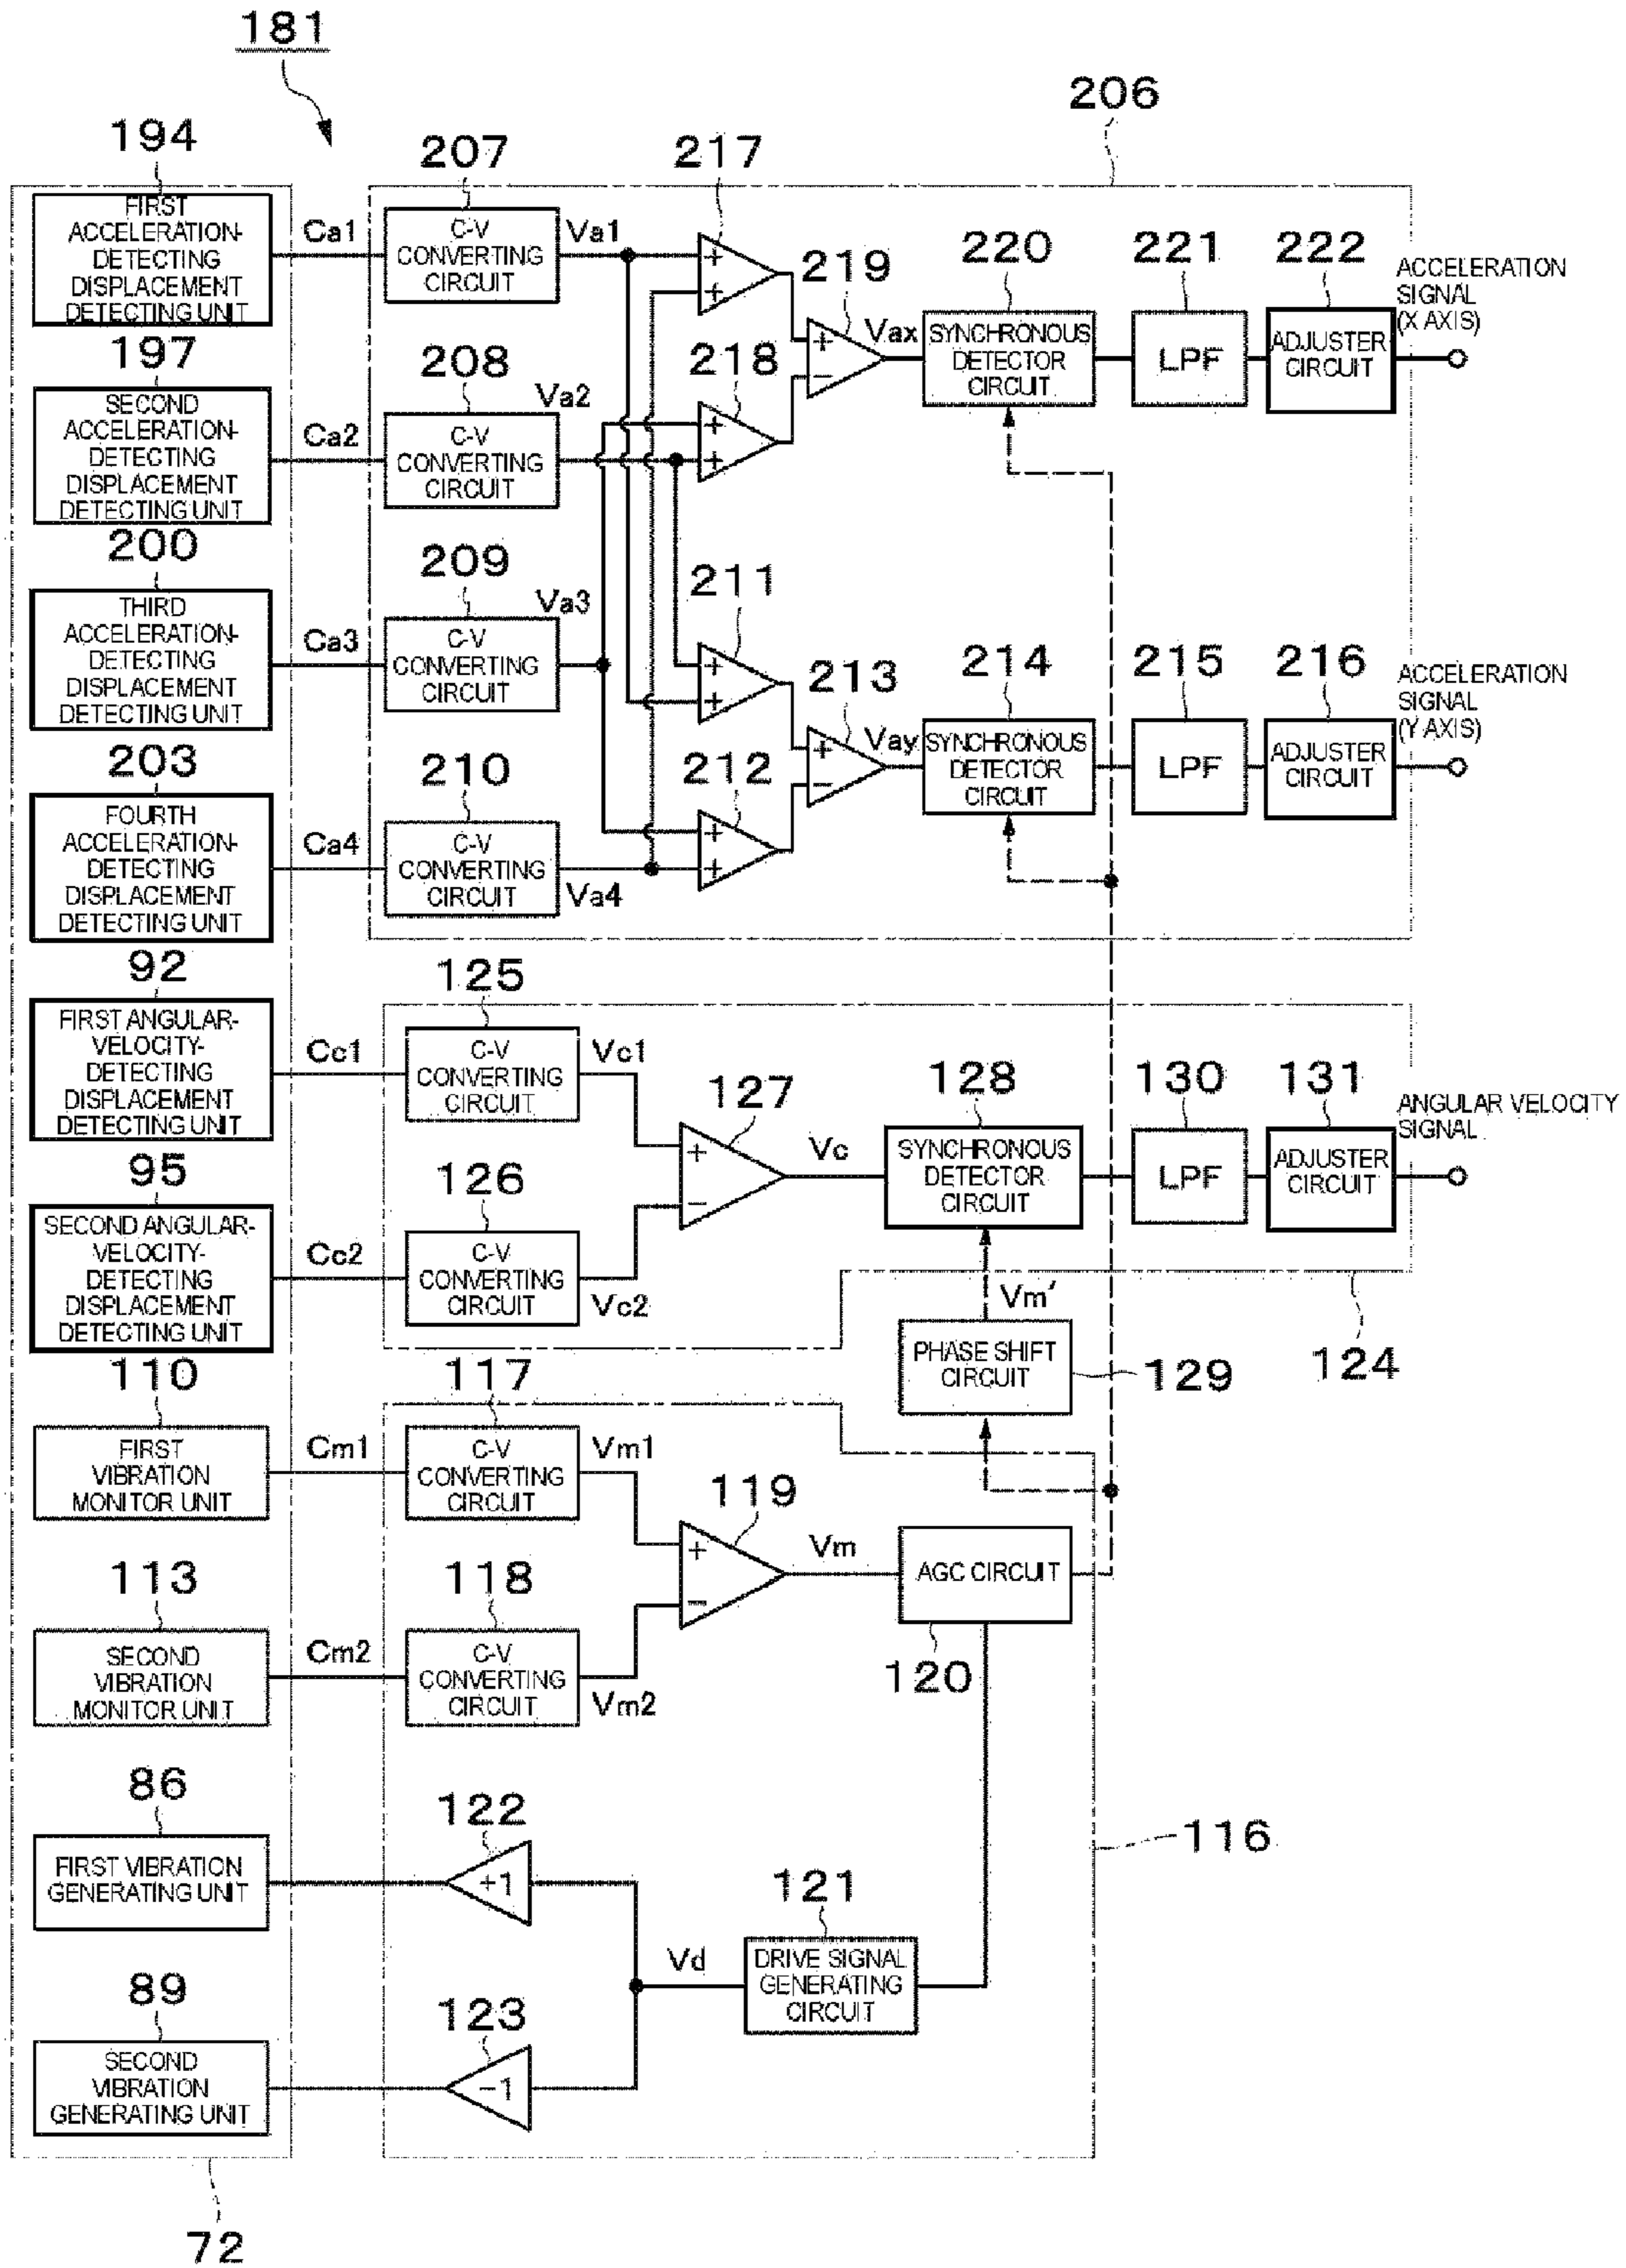 181
206
194
FIRST
ACCELERATION-
DETECTING
DISPLACEMENT
DETECTING UNIT
Ca1
207
C-V
CONVERTING
CIRCUIT
Va1
217
+
+
219
+
−
Vax
220
SYNCHRONOUS
DETECTOR
CIRCUIT
221
LPF
222
ADJUSTER
CIRCUIT
ACCELERATION
SIGNAL
(X AXIS)
197
SECOND
ACCELERATION-
DETECTING
DISPLACEMENT
DETECTING UNIT
Ca2
208
C-V
CONVERTING
CIRCUIT
Va2
218
+
+
200
THIRD
ACCELERATION-
DETECTING
DISPLACEMENT
DETECTING UNIT
Ca3
209
C-V
CONVERTING
CIRCUIT
Va3
211
+
+
213
+
−
Vay
214
SYNCHRONOUS
DETECTOR
CIRCUIT
215
LPF
216
ADJUSTER
CIRCUIT
ACCELERATION
SIGNAL
(Y AXIS)
203
FOURTH
ACCELERATION-
DETECTING
DISPLACEMENT
DETECTING UNIT
Ca4
210
C-V
CONVERTING
CIRCUIT
Va4
212
+
+
92
FIRST ANGULAR-
VELOCITY-
DETECTING
DISPLACEMENT
DETECTING UNIT
Cc1
125
C-V
CONVERTING
CIRCUIT
Vc1
127
+
−
Vc
128
SYNCHRONOUS
DETECTOR
CIRCUIT
130
LPF
131
ADJUSTER
CIRCUIT
ANGULAR VELOCITY
SIGNAL
95
SECOND ANGULAR-
VELOCITY-
DETECTING
DISPLACEMENT
DETECTING UNIT
Cc2
126
C-V
CONVERTING
CIRCUIT
Vc2
Vm′
PHASE SHIFT
CIRCUIT
129
124
110
FIRST
VIBRATION
MONITOR UNIT
Cm1
117
C-V
CONVERTING
CIRCUIT
Vm1
119
+
−
Vm
AGC CIRCUIT
120
113
SECOND
VIBRATION
MONITOR UNIT
Cm2
118
C-V
CONVERTING
CIRCUIT
Vm2
86
FIRST VIBRATION
GENERATING UNIT
122
+1
116
121
DRIVE SIGNAL
GENERATING
CIRCUIT
Vd
89
SECOND
VIBRATION
GENERATING UNIT
123
−1
72